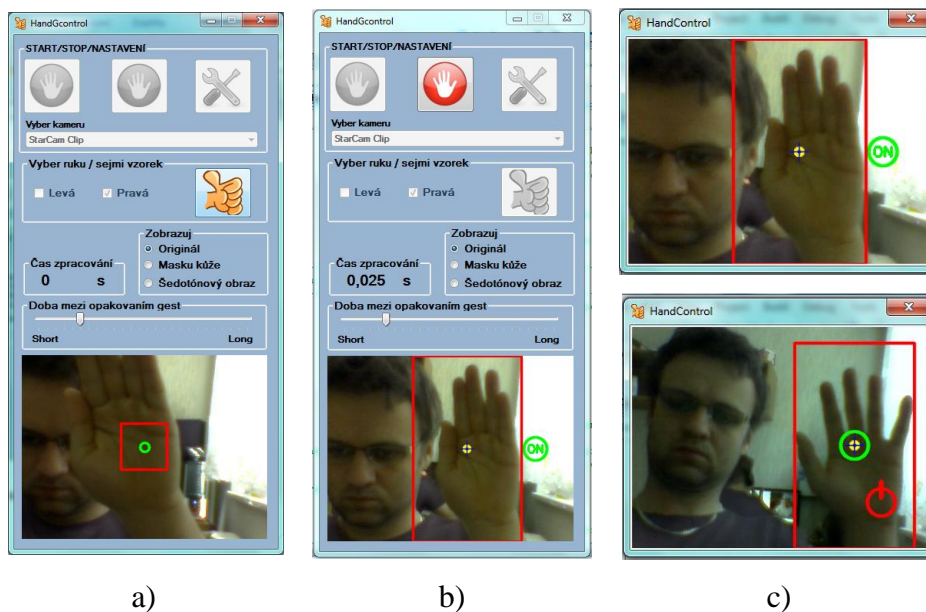 HandGcontrol
START/STOP/NASTAVENÍ
Vyber kameru
StarCam Clip
Vyber ruku / sejmi vzorek
Levá
Pravá
Zobrazuj
Originál
Masku kůže
Šedotónový obraz
Čas zpracování
0 s
Doba mezi opakovaním gest
Short Long
a)
HandGcontrol
START/STOP/NASTAVENÍ
Vyber kameru
StarCam Clip
Vyber ruku / sejmi vzorek
Levá
Pravá
Zobrazuj
Originál
Masku kůže
Šedotónový obraz
Čas zpracování
0,025 s
Doba mezi opakovaním gest
Short Long
ON
b)
HandControl
ON
HandControl
c)